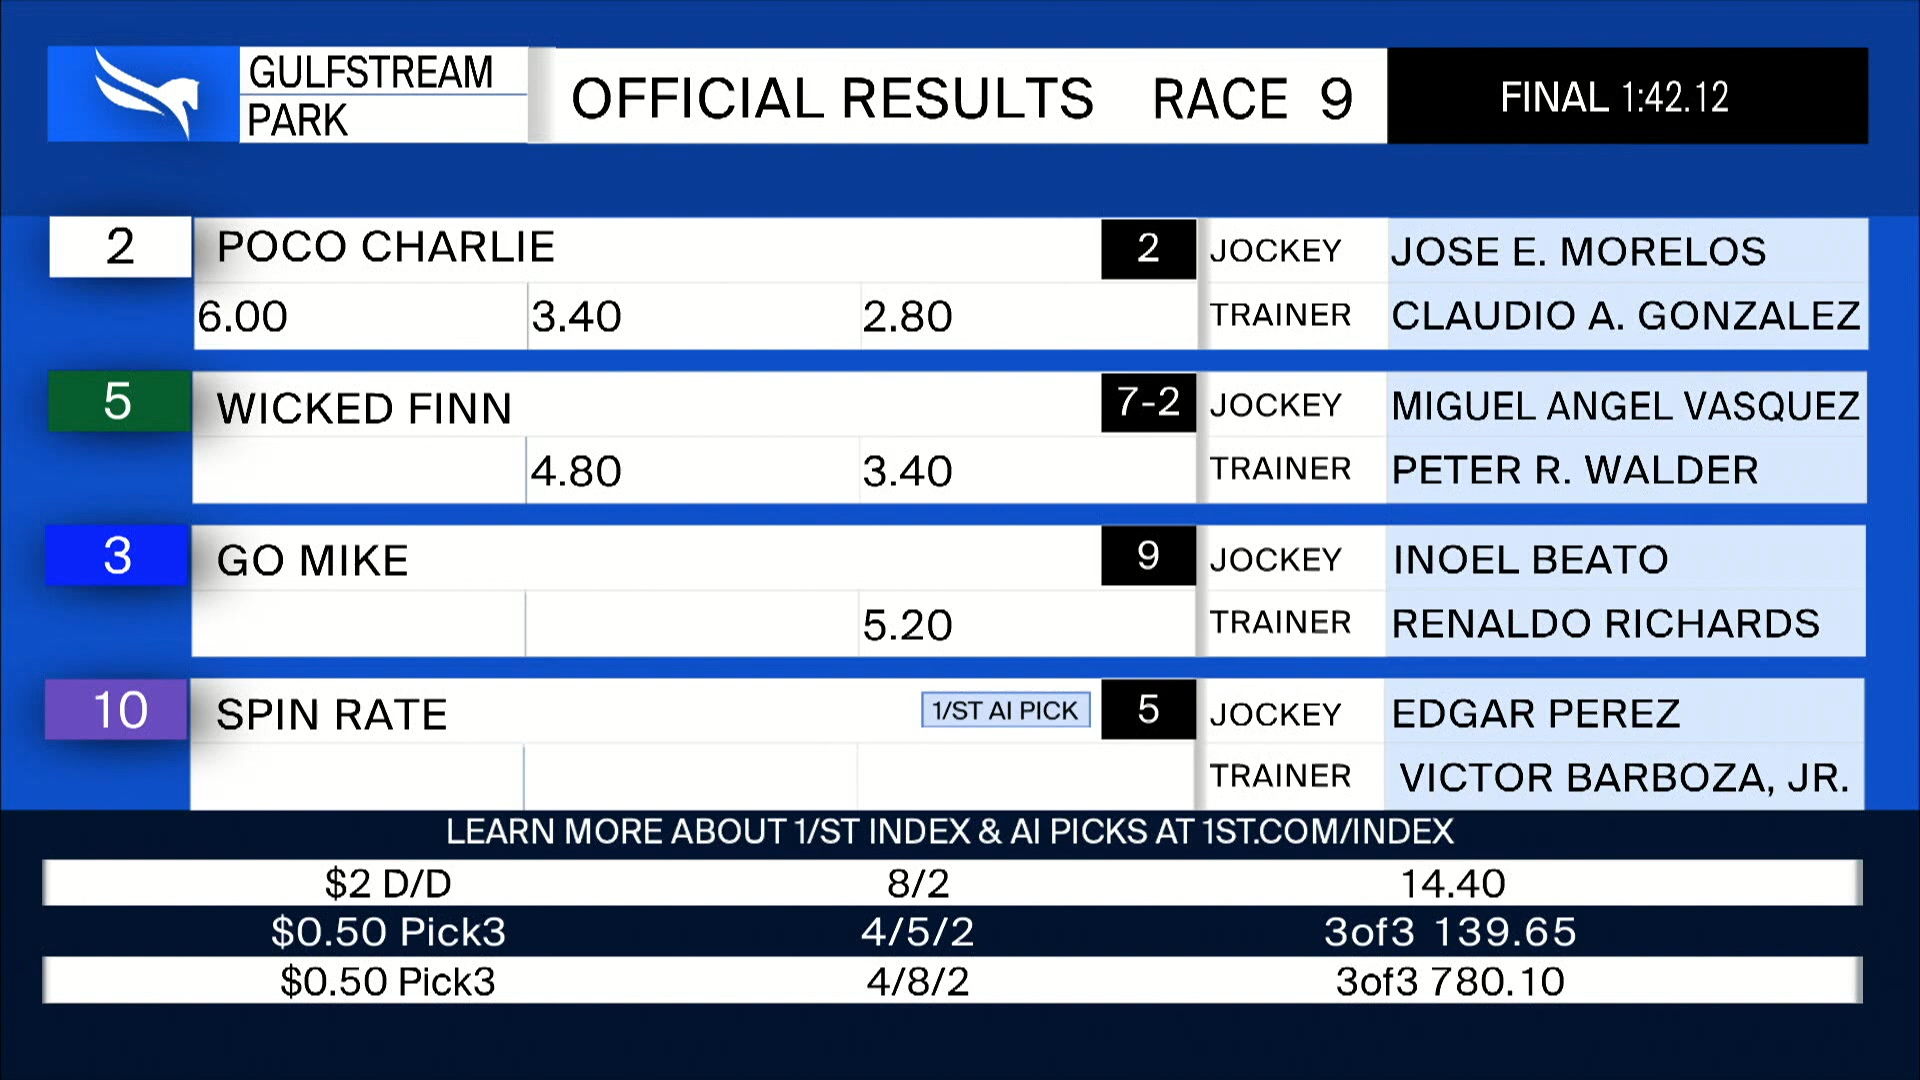 GULFSTREAM
PARK
OFFICIAL RESULTS RACE 9
FINAL 1:42.12
2 POCO CHARLIE 2 JOCKEY JOSE E. MORELOS
6.00 3.40 2.80 TRAINER CLAUDIO A. GONZALEZ
5 WICKED FINN 7-2 JOCKEY MIGUEL ANGEL VASQUEZ
4.80 3.40 TRAINER PETER R. WALDER
3 GO MIKE 9 JOCKEY INOEL BEATO
5.20 TRAINER RENALDO RICHARDS
10 SPIN RATE 1/ST AI PICK 5 JOCKEY EDGAR PEREZ
TRAINER VICTOR BARBOZA, JR.
LEARN MORE ABOUT 1/ST INDEX & AI PICKS AT 1ST.COM/INDEX
$2 D/D 8/2 14.40
$0.50 Pick3 4/5/2 3of3 139.65
$0.50 Pick3 4/8/2 3of3 780.10